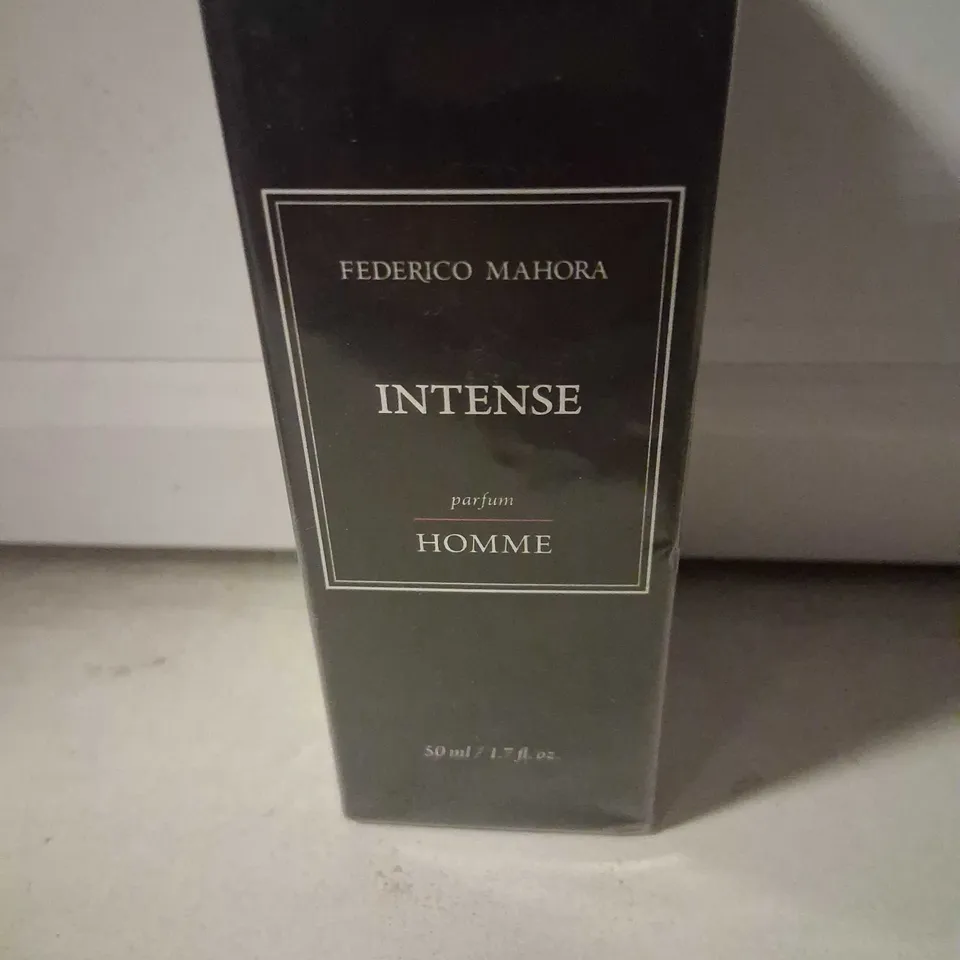 FEDERICO MAHORA
INTENSE
parfum
HOMME
50 ml / 1.7 fl. oz.